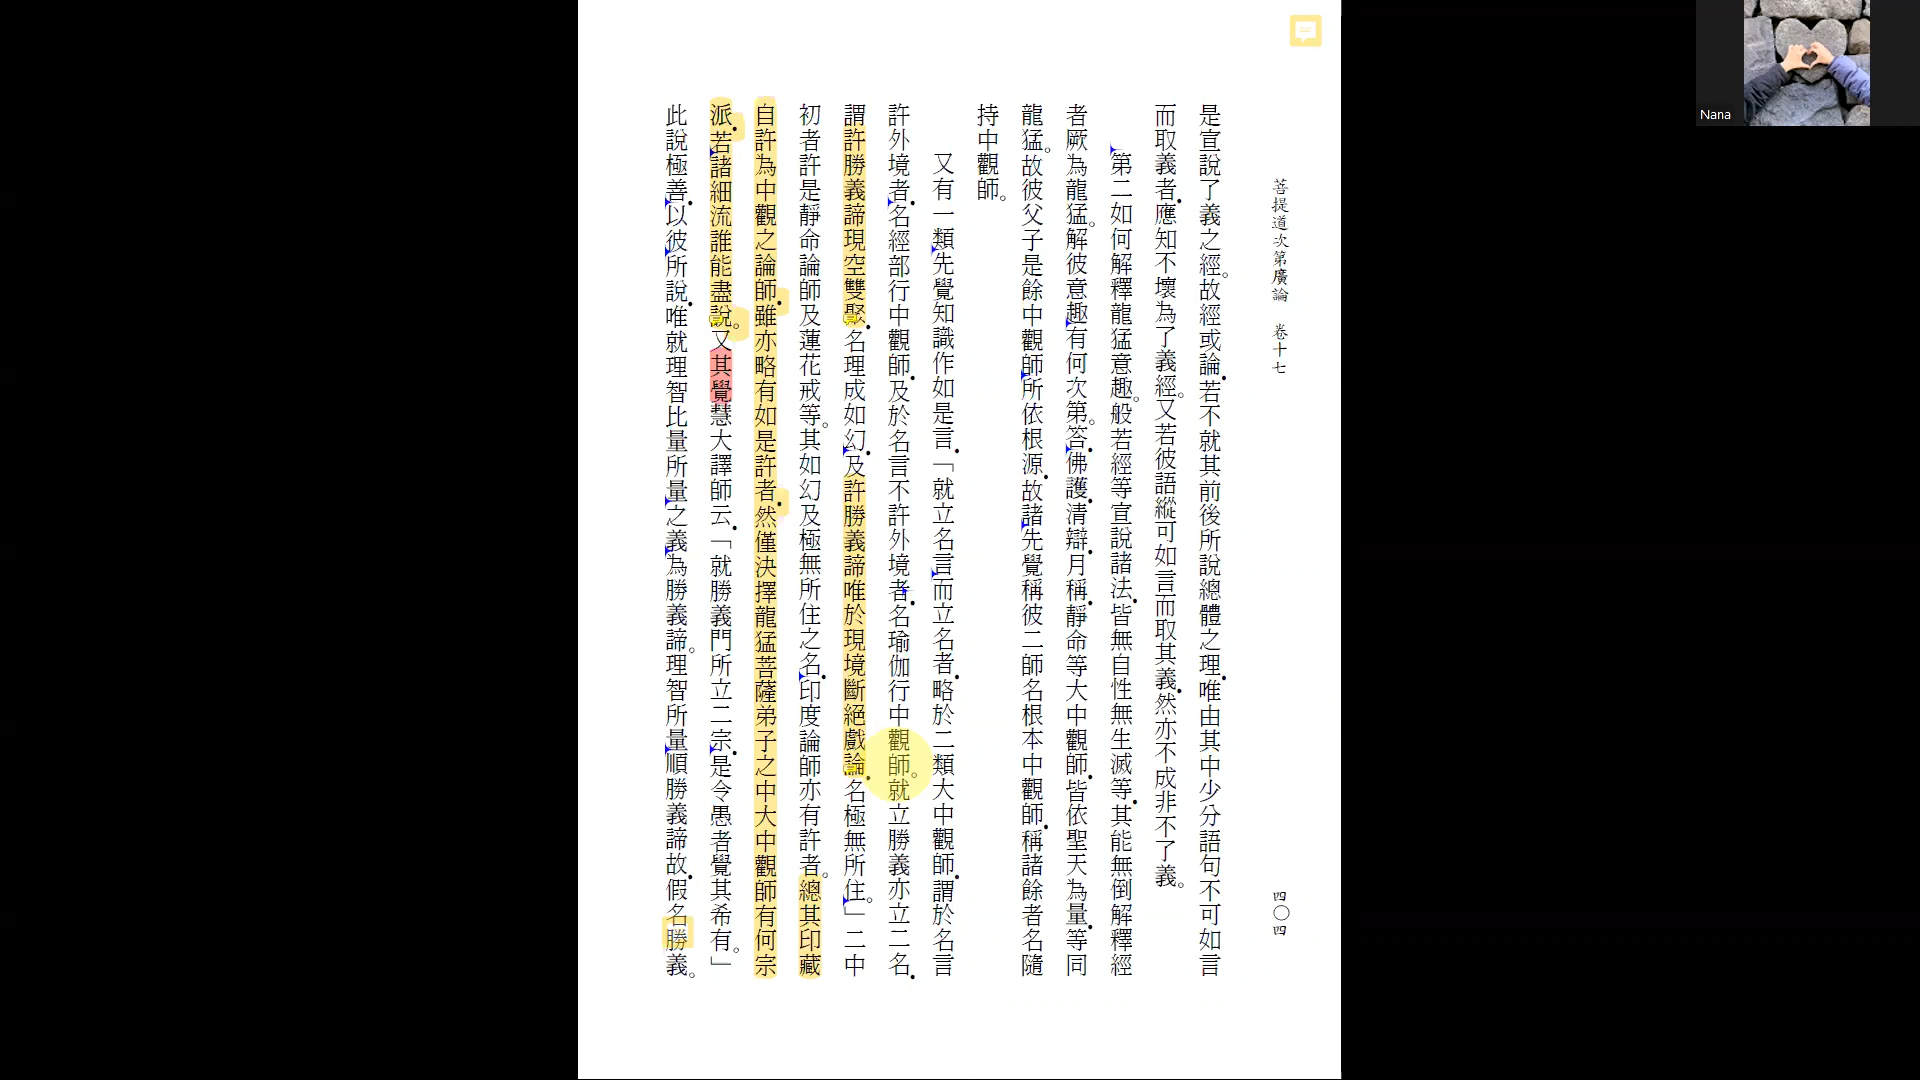 菩提道次第廣論 卷十七
四〇四
是宣說了義之經。故經或論，若不就其前後所說總體之理，唯由其中少分語句不可如言
而取義者，應知不壞為了義經。又若彼語縱可如言而取其義，然亦不成非不了義。
第二如何解釋龍猛意趣。般若經等宣說諸法，皆無自性無生滅等，其能無倒解釋經
者厥為龍猛。解彼意趣有何次第。答，佛護，清辯，月稱，靜命等大中觀師，皆依聖天為量，等同
龍猛。故彼父子是餘中觀師所依根源，故諸先覺稱彼二師名根本中觀師，稱諸餘者名隨
持中觀師。
又有一類先覺知識作如是言，「就立名言而立名者，略於二類大中觀師，謂於名言
許外境者，名經部行中觀師，及於名言不許外境者，名瑜伽行中觀師。就立勝義亦立二名，
謂許勝義諦現空雙聚，名理成如幻，及許勝義諦唯於現境斷絕戲論，名極無所住。」二中
初者許是靜命論師及蓮花戒等。其如幻及極無所住之名，印度論師亦有許者。總其印藏
自許為中觀之論師，雖亦略有如是許者，然僅決擇龍猛菩薩弟子之中大中觀師有何宗
派，若諸細流誰能盡說。又其覺慧大譯師云，「就勝義門所立二宗，是令愚者覺其希有。」
此說極善，以彼所說，唯就理智比量所量之義為勝義諦。理智所量順勝義諦故，假名勝義。
Nana